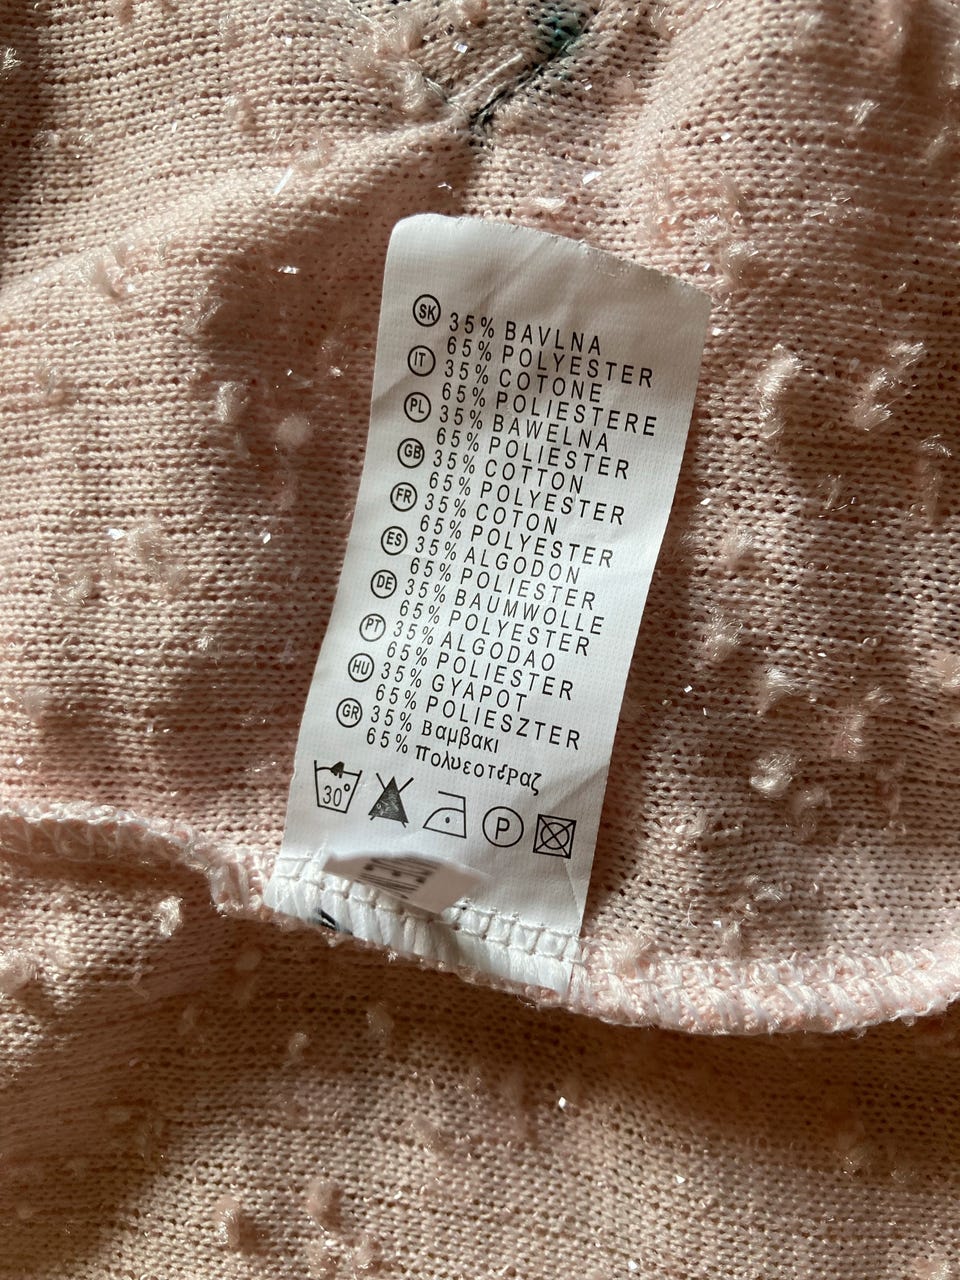 SK 35% BAVLNA
65% POLYESTER
IT 35% COTONE
65% POLIESTERE
PL 35% BAWELNA
65% POLIESTER
GB 35% COTTON
65% POLYESTER
FR 35% COTON
65% POLYESTER
ES 35% ALGODON
65% POLIESTER
DE 35% BAUMWOLLE
65% POLYESTER
PT 35% ALGODAO
65% POLIESTER
HU 35% GYAPOT
65% POLIESZTER
GR 35% Βαμβακι
65% πολυεστέραζ
30° P